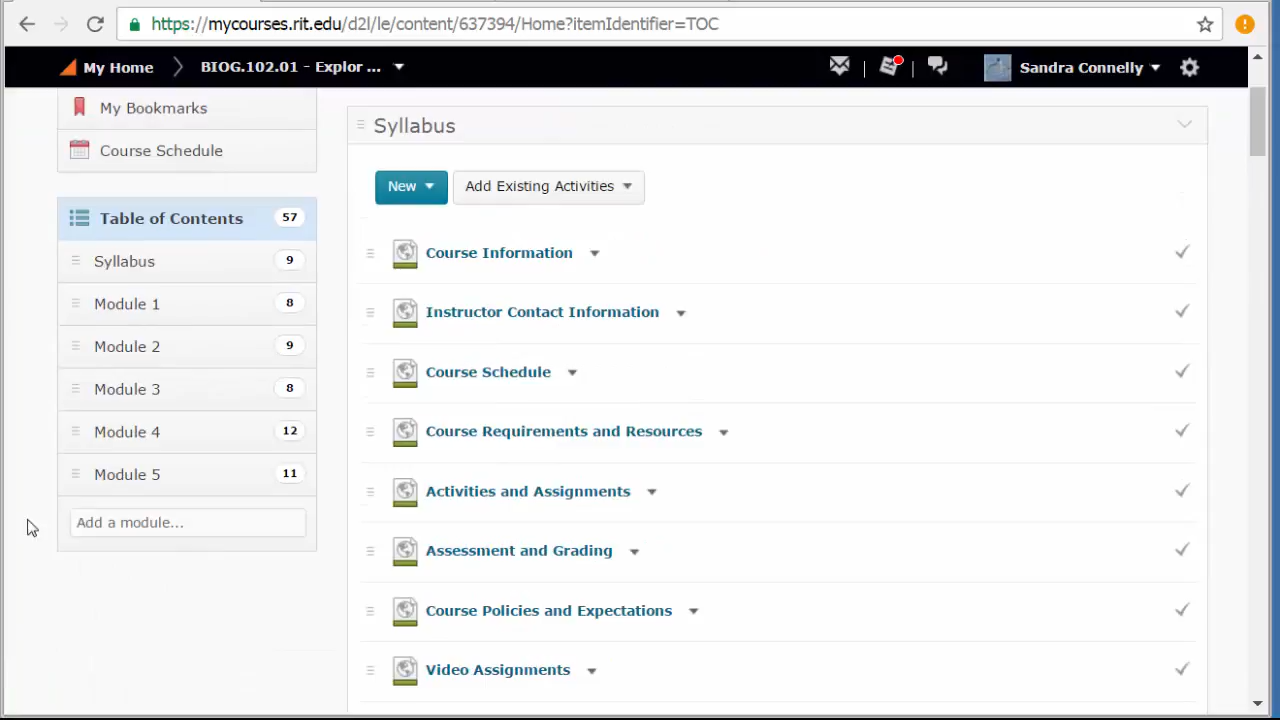 https://mycourses.rit.edu/d2l/le/content/637394/Home?itemIdentifier=TOC
My Home
BIOG.102.01 - Explor ...
Sandra Connelly
My Bookmarks
Course Schedule
Table of Contents 57
Syllabus 9
Module 1 8
Module 2 9
Module 3 8
Module 4 12
Module 5 11
Add a module...
Syllabus
New
Add Existing Activities
Course Information
Instructor Contact Information
Course Schedule
Course Requirements and Resources
Activities and Assignments
Assessment and Grading
Course Policies and Expectations
Video Assignments